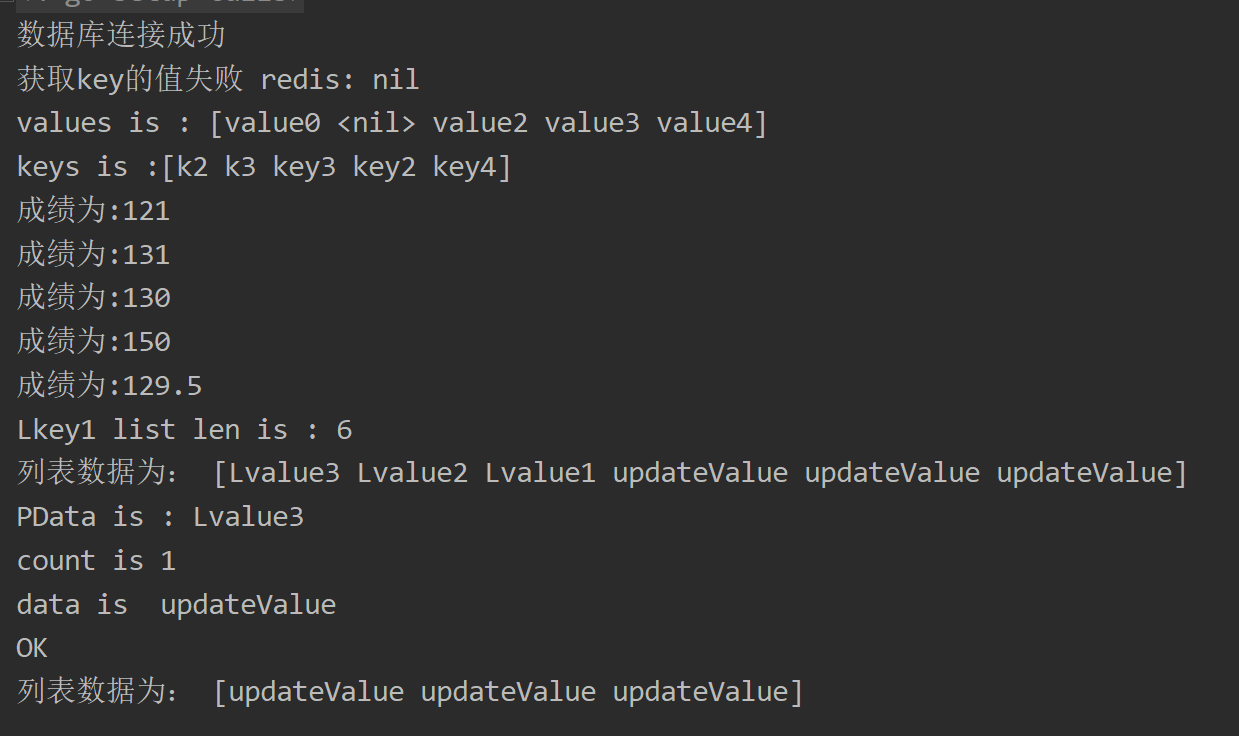 数据库连接成功
获取key的值失败 redis: nil
values is : [value0 <nil> value2 value3 value4]
keys is :[k2 k3 key3 key2 key4]
成绩为:121
成绩为:131
成绩为:130
成绩为:150
成绩为:129.5
Lkey1 list len is : 6
列表数据为： [Lvalue3 Lvalue2 Lvalue1 updateValue updateValue updateValue]
PData is : Lvalue3
count is 1
data is  updateValue
OK
列表数据为： [updateValue updateValue updateValue]